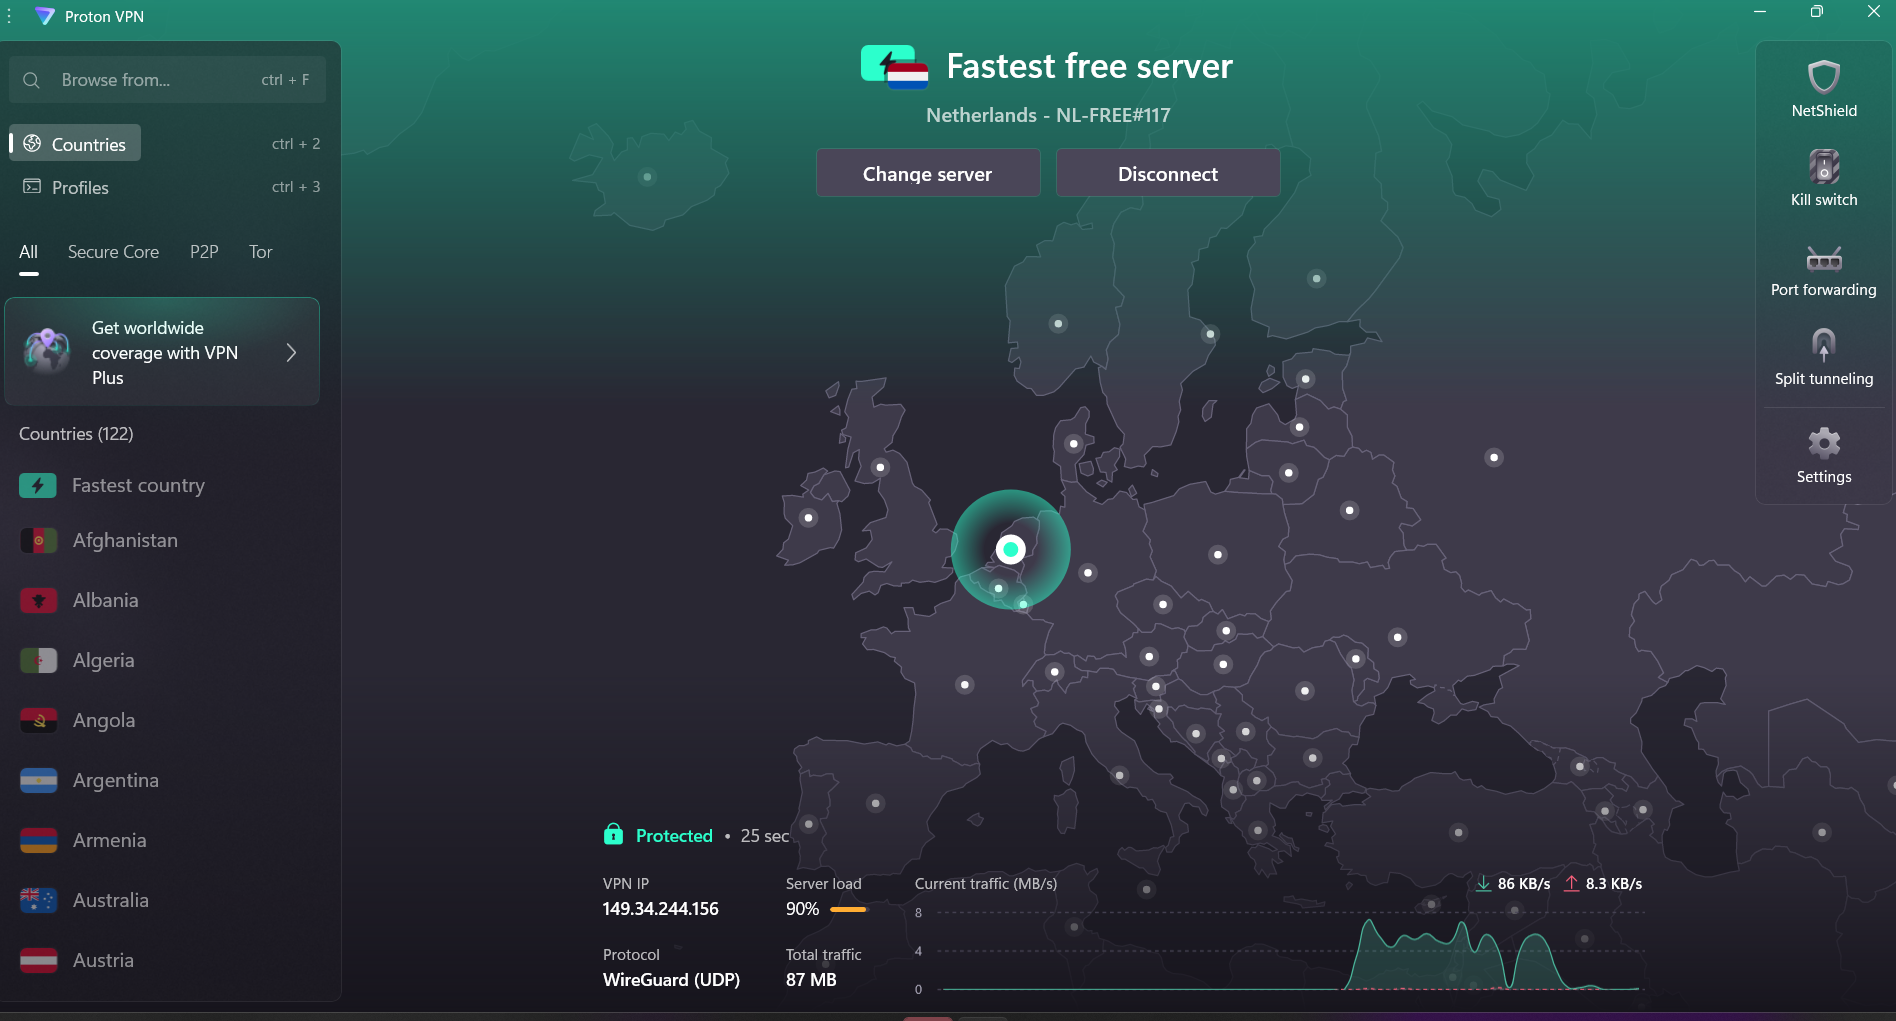 Proton VPN
Browse from...
ctrl + F
Countries
ctrl + 2
Profiles
ctrl + 3
All
Secure Core
P2P
Tor
Get worldwide
coverage with VPN
Plus
Countries (122)
Fastest country
Afghanistan
Albania
Algeria
Angola
Argentina
Armenia
Australia
Austria
Fastest free server
Netherlands - NL-FREE#117
Change server
Disconnect
Protected • 25 sec
VPN IP
149.34.244.156
Server load
90%
Protocol
WireGuard (UDP)
Total traffic
87 MB
Current traffic (MB/s)
86 KB/s
8.3 KB/s
8
4
0
NetShield
Kill switch
Port forwarding
Split tunneling
Settings